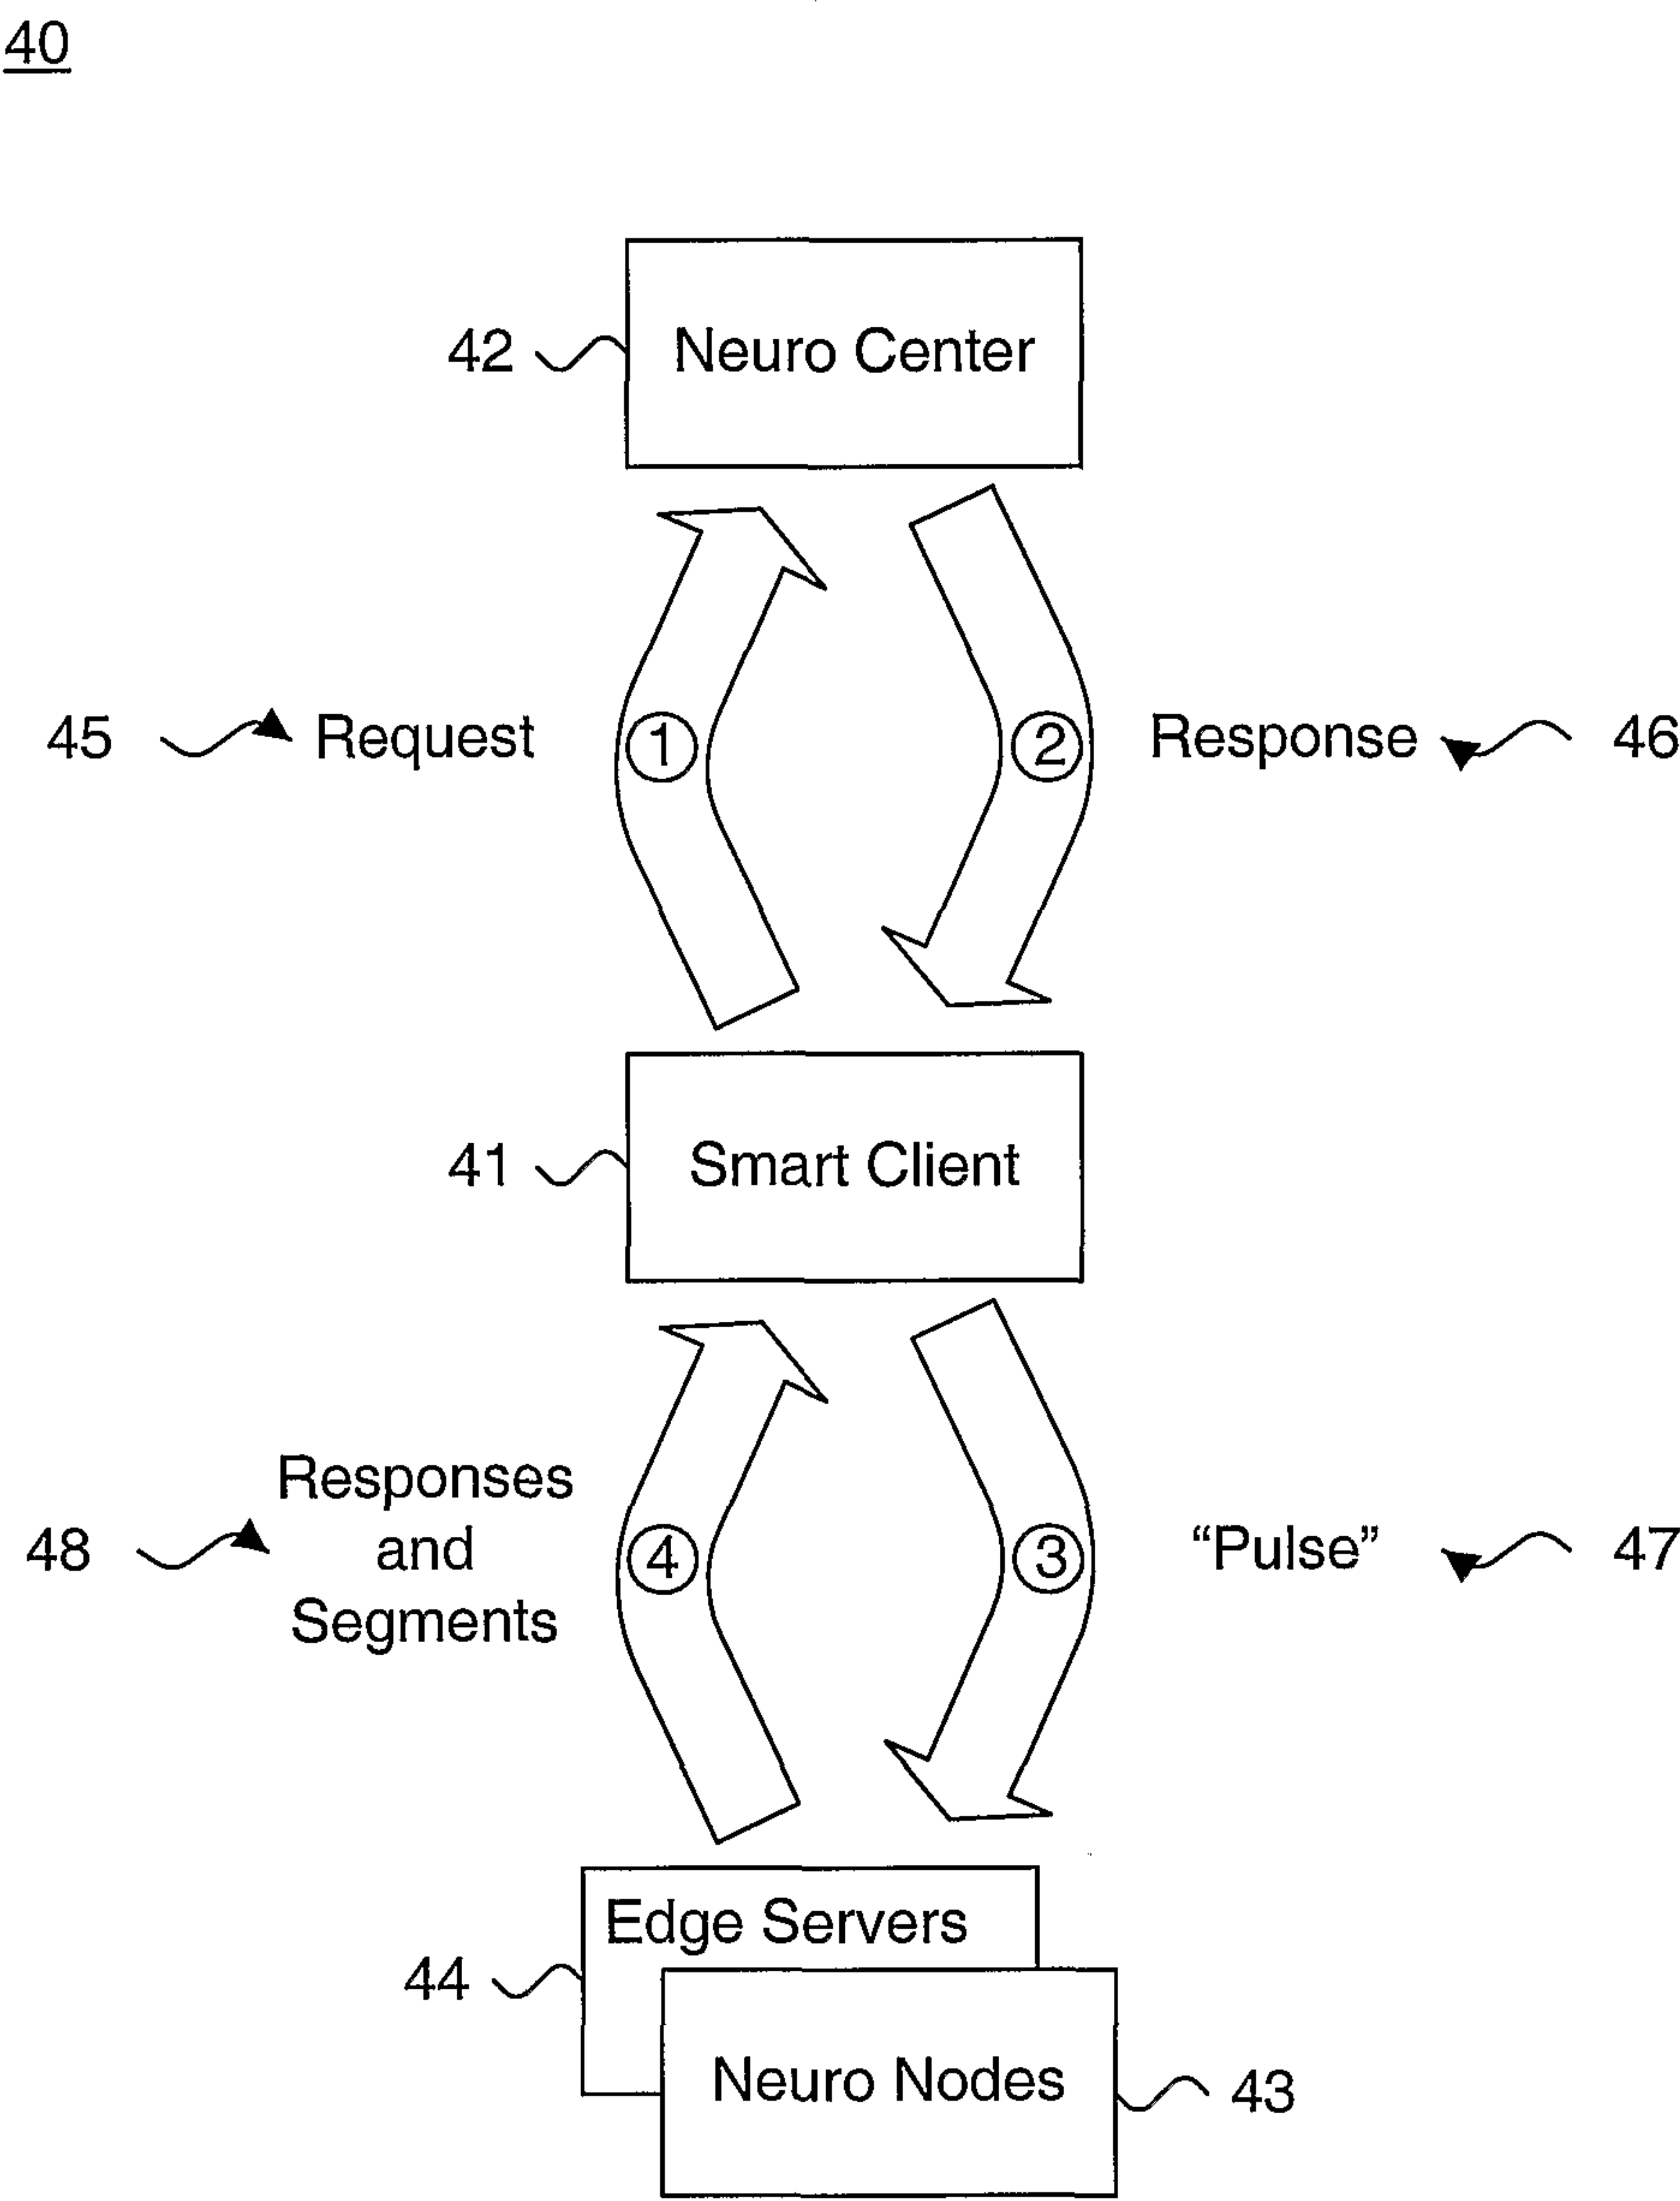 40
42 Neuro Center
45 Request 1 2 Response 46
41 Smart Client
Responses
48 and 4 3 “Pulse” 47
Segments
Edge Servers
44
Neuro Nodes 43